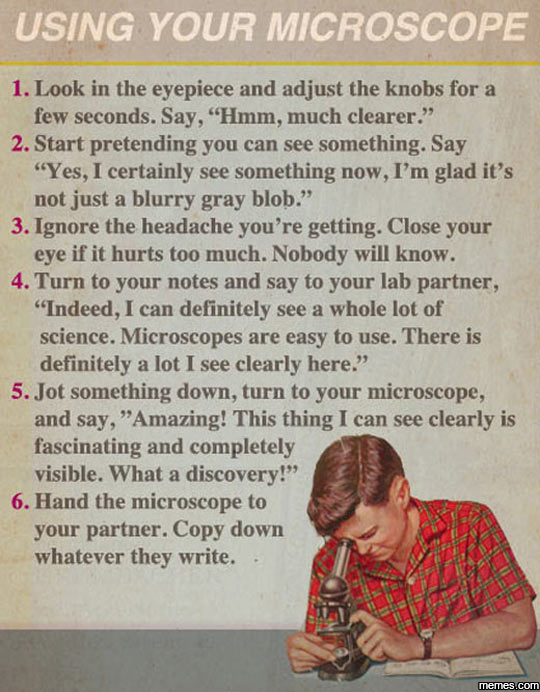 USING YOUR MICROSCOPE
1. Look in the eyepiece and adjust the knobs for a
few seconds. Say, “Hmm, much clearer.”
2. Start pretending you can see something. Say
“Yes, I certainly see something now, I’m glad it’s
not just a blurry gray blob.”
3. Ignore the headache you’re getting. Close your
eye if it hurts too much. Nobody will know.
4. Turn to your notes and say to your lab partner,
“Indeed, I can definitely see a whole lot of
science. Microscopes are easy to use. There is
definitely a lot I see clearly here.”
5. Jot something down, turn to your microscope,
and say, ”Amazing! This thing I can see clearly is
fascinating and completely
visible. What a discovery!”
6. Hand the microscope to
your partner. Copy down
whatever they write.
memes.com